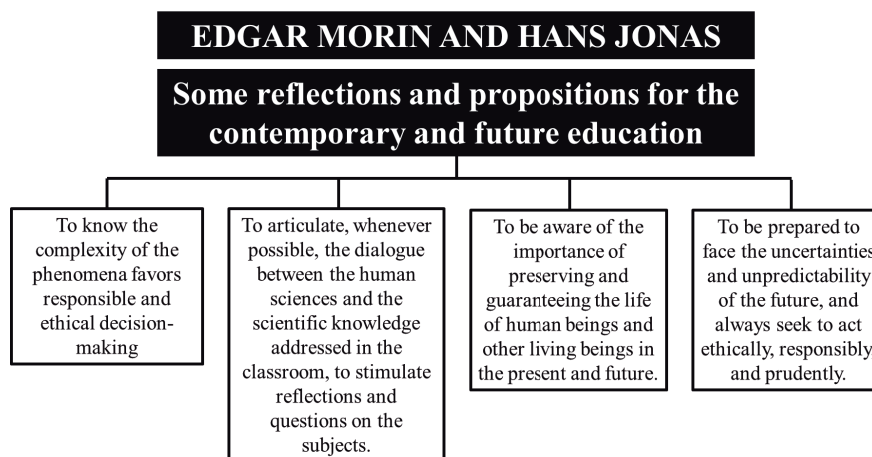 EDGAR MORIN AND HANS JONAS
Some reflections and propositions for the
contemporary and future education
To know the
complexity of the
phenomena favors
responsible and
ethical decision-
making
To articulate, whenever
possible, the dialogue
between the human
sciences and the
scientific knowledge
addressed in the
classroom, to stimulate
reflections and
questions on the
subjects.
To be aware of the
importance of
preserving and
guaranteeing the life
of human beings and
other living beings in
the present and future.
To be prepared to
face the uncertainties
and unpredictability
of the future, and
always seek to act
ethically, responsibly,
and prudently.